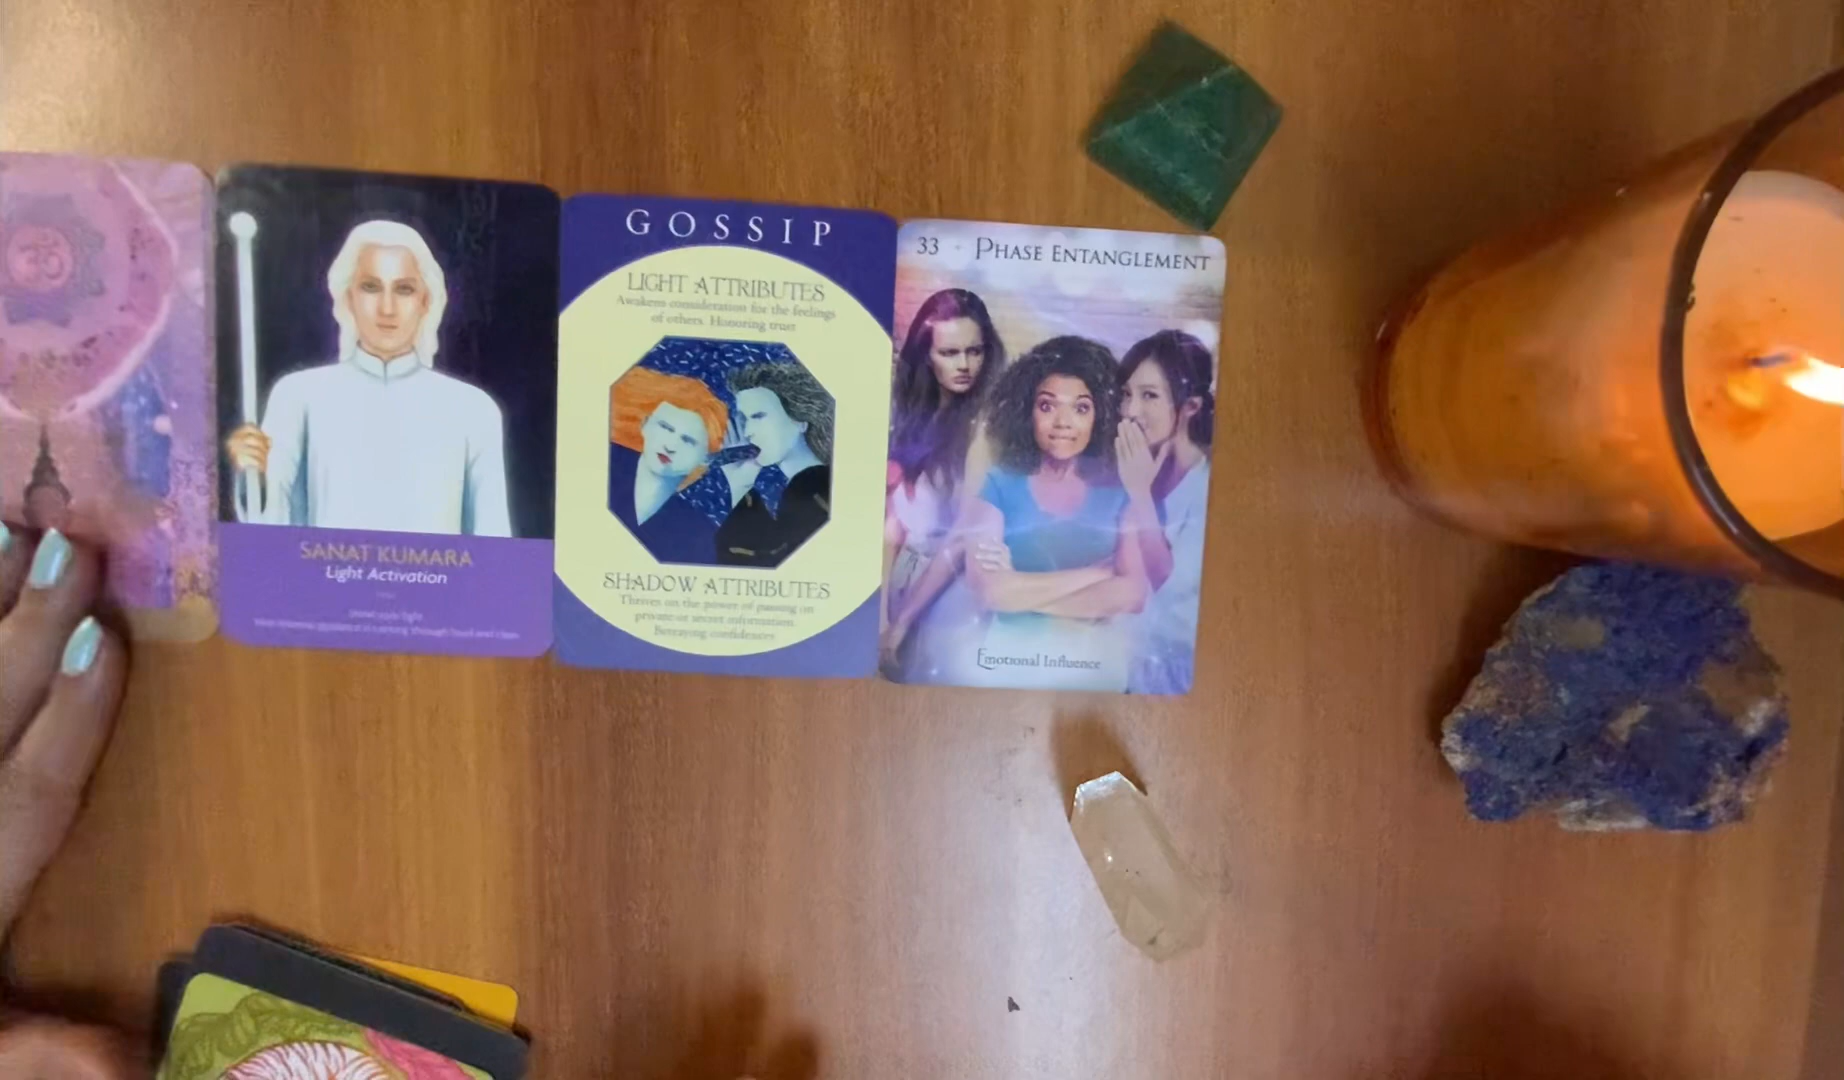 ॐ
SANAT KUMARA
Light Activation
GOSSIP
LIGHT ATTRIBUTES
Awakens consideration for the feelings
of others. Honoring trust
SHADOW ATTRIBUTES
Thrives on the power of passing on
private or secret information.
Betraying confidences
33 · PHASE ENTANGLEMENT
Emotional Influence